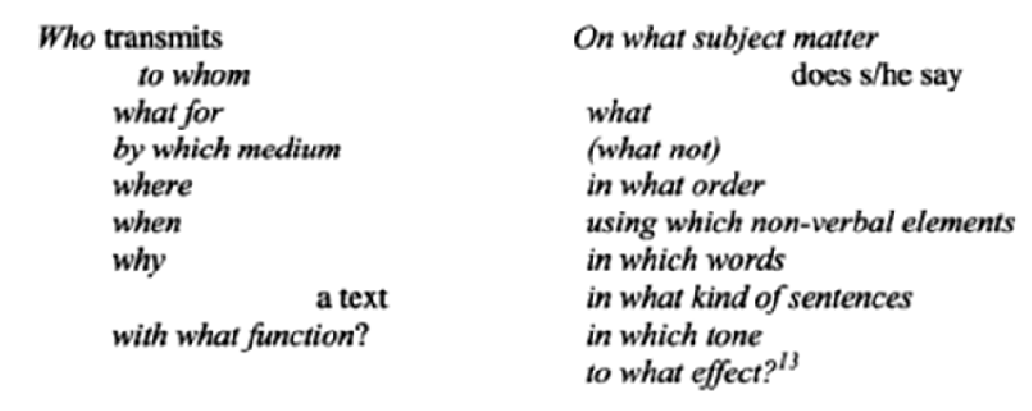 Who transmits
to whom
what for
by which medium
where
when
why
a text
with what function?
On what subject matter
does s/he say
what
(what not)
in what order
using which non-verbal elements
in which words
in what kind of sentences
in which tone
to what effect?13